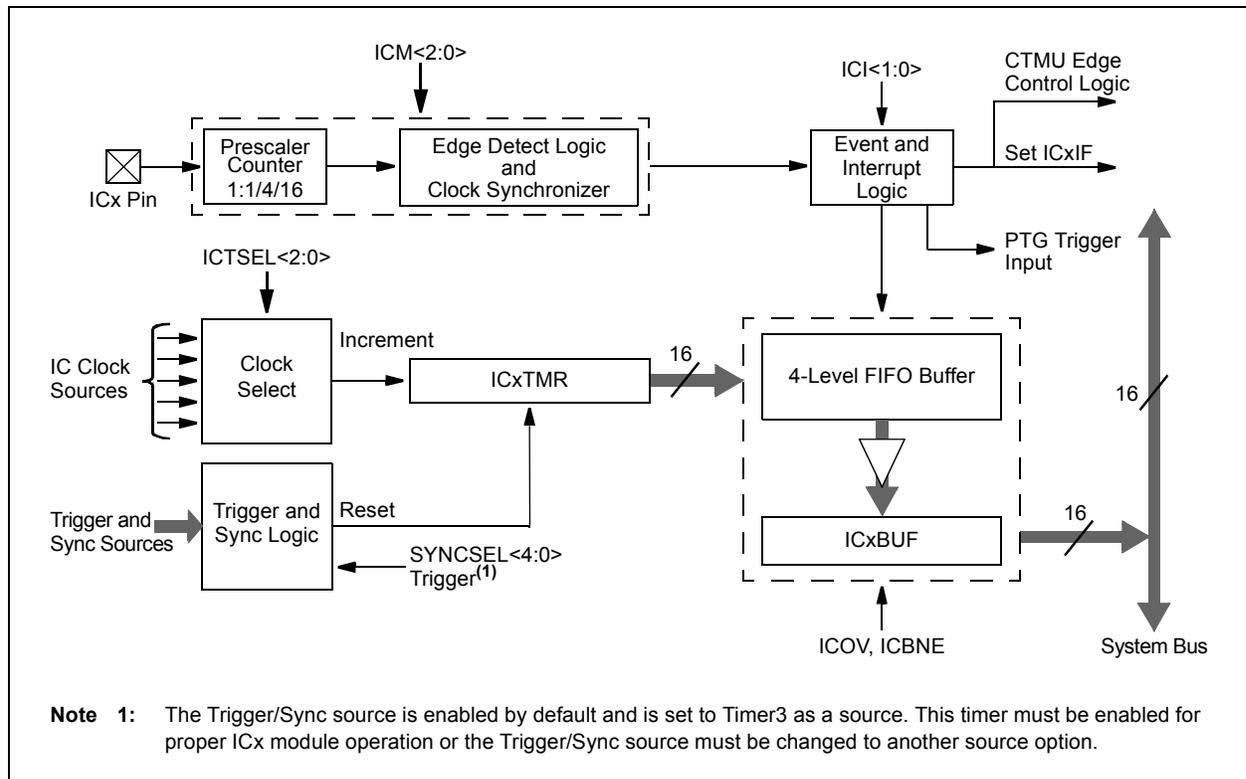 ICM<2:0>
ICI<1:0>
CTMU Edge
Control Logic
Prescaler
Counter
1:1/4/16
Edge Detect Logic
and
Clock Synchronizer
Event and
Interrupt
Logic
Set ICxIF
ICx Pin
PTG Trigger
Input
ICTSEL<2:0>
IC Clock
Sources
Clock
Select
Increment
ICxTMR
16
4-Level FIFO Buffer
16
Trigger and
Sync Sources
Trigger and
Sync Logic
Reset
SYNCSEL<4:0>
Trigger(1)
ICxBUF
16
ICOV, ICBNE
System Bus
Note 1: The Trigger/Sync source is enabled by default and is set to Timer3 as a source. This timer must be enabled for
proper ICx module operation or the Trigger/Sync source must be changed to another source option.